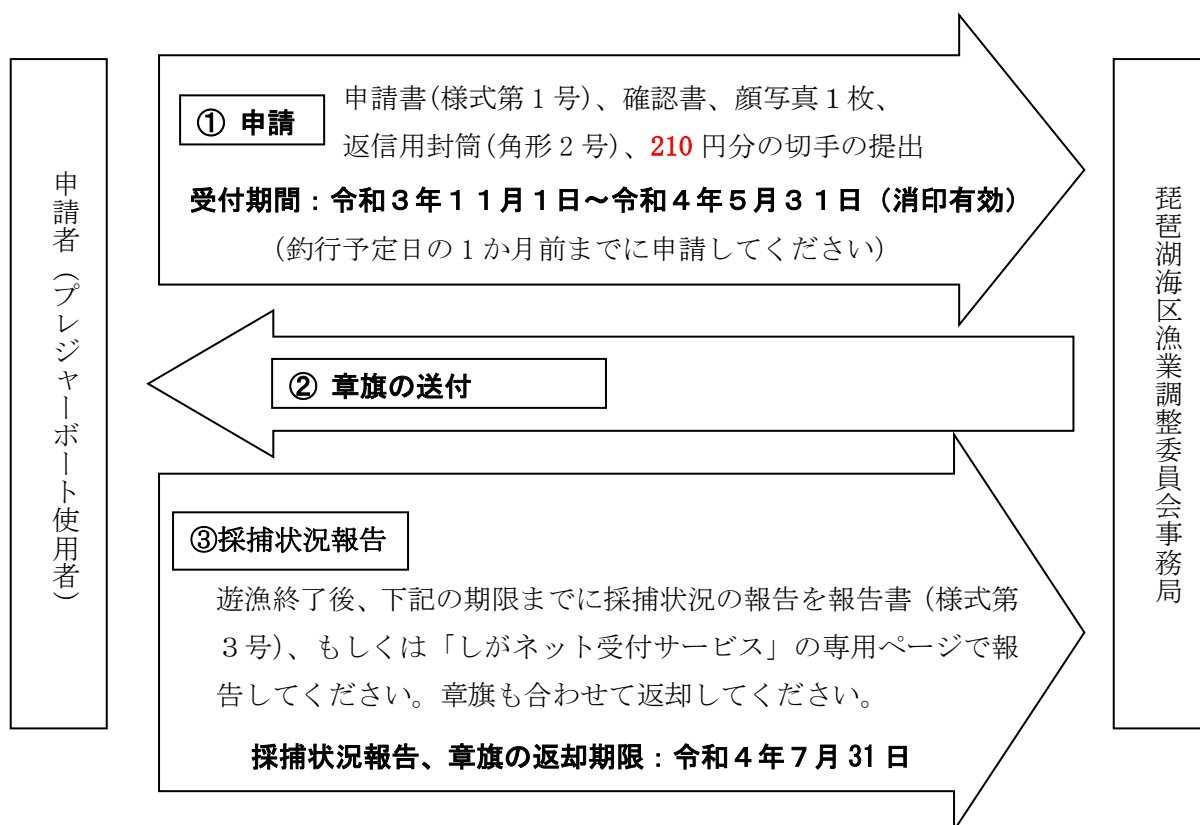 申請者（プレジャーボート使用者）
① 申請
申請書(様式第１号)、確認書、顔写真１枚、
返信用封筒(角形２号)、210 円分の切手の提出
受付期間：令和３年１１月１日～令和４年５月３１日（消印有効）
（釣行予定日の１か月前までに申請してください）
② 章旗の送付
③採捕状況報告
遊漁終了後、下記の期限までに採捕状況の報告を報告書（様式第
３号）、もしくは「しがネット受付サービス」の専用ページで報
告してください。章旗も合わせて返却してください。
採捕状況報告、章旗の返却期限：令和４年７月 31 日
琵琶湖海区漁業調整委員会事務局